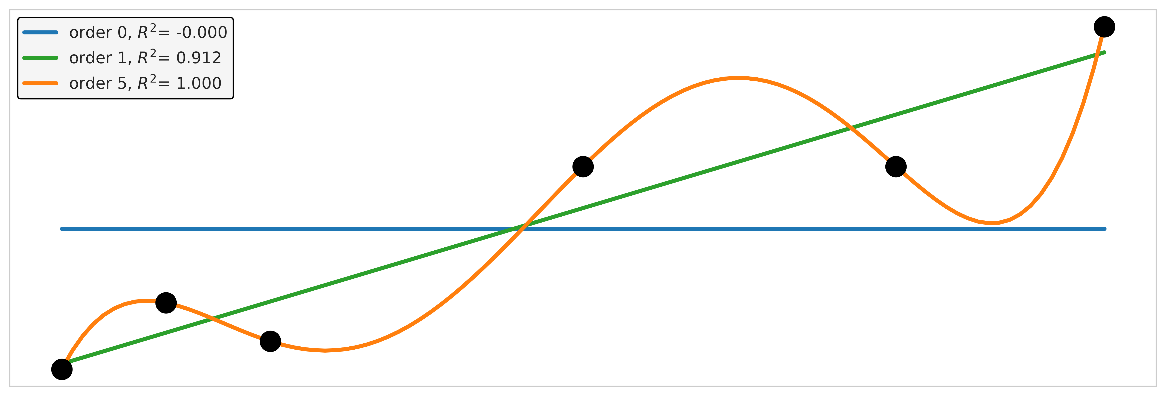 order 0, R²= -0.000
order 1, R²= 0.912
order 5, R²= 1.000